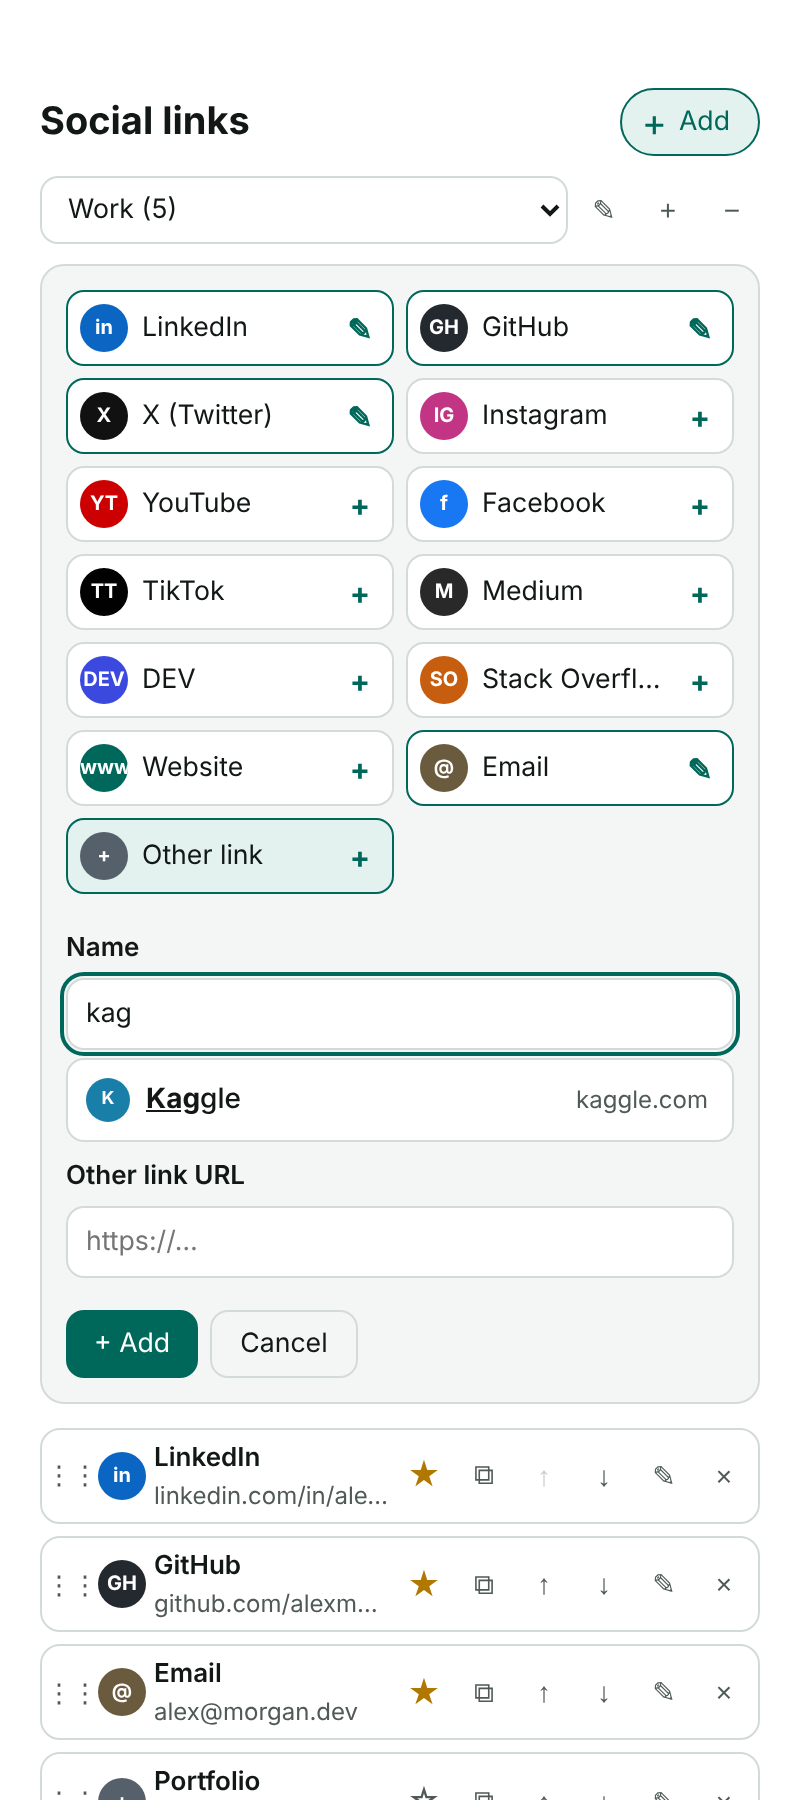 Social links
+ Add
Work (5)
in LinkedIn
GH GitHub
X X (Twitter)
IG Instagram +
YT YouTube +
f Facebook +
TT TikTok +
M Medium +
DEV DEV +
SO Stack Overfl... +
www Website +
@ Email
+ Other link +
Name
kag
K Kaggle kaggle.com
Other link URL
https://...
+ Add
Cancel
in LinkedIn
linkedin.com/in/ale...
GH GitHub
github.com/alexm...
@ Email
alex@morgan.dev
Portfolio